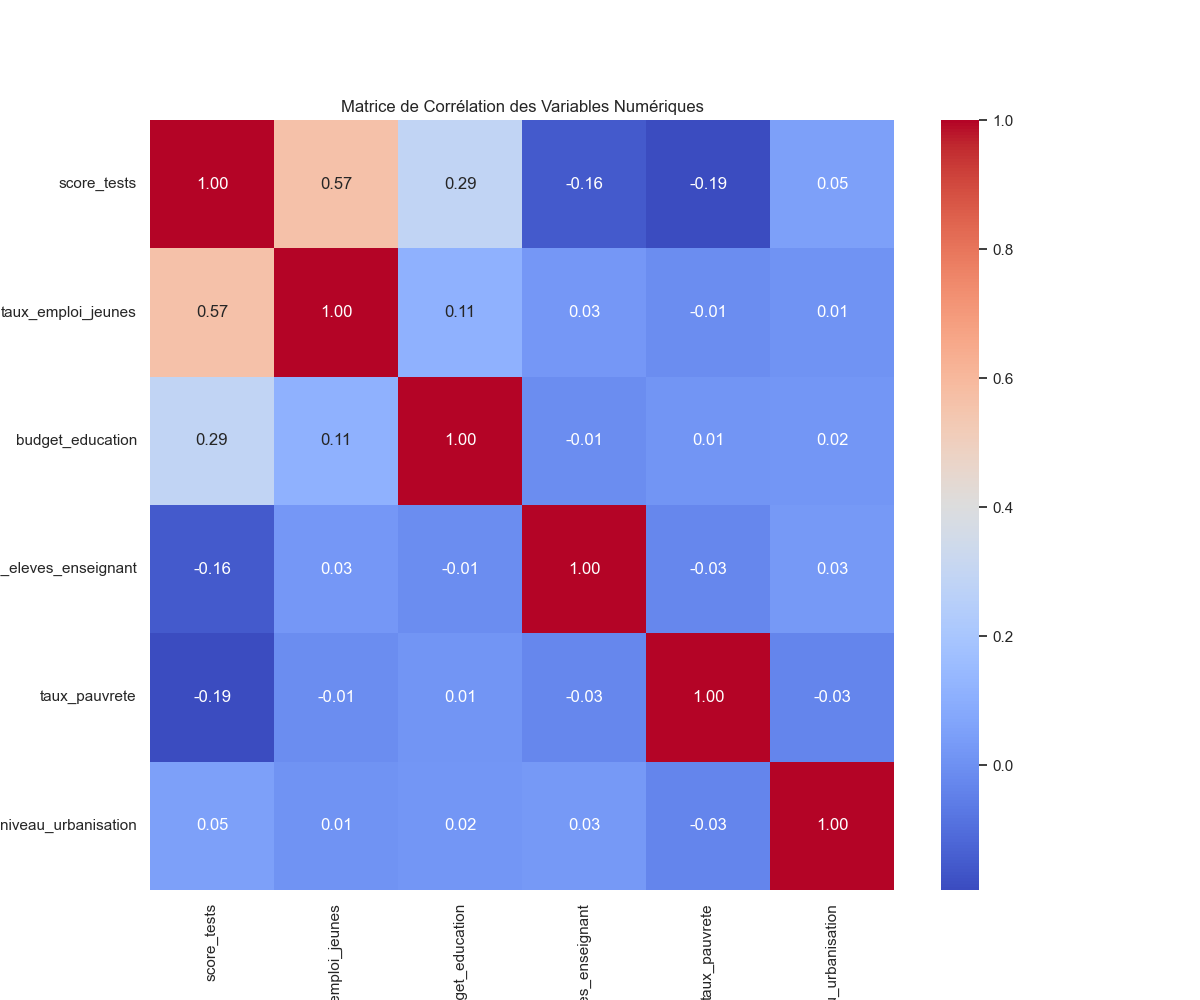 Matrice de Corrélation des Variables Numériques
score_tests 1.00 0.57 0.29 -0.16 -0.19 0.05
taux_emploi_jeunes 0.57 1.00 0.11 0.03 -0.01 0.01
budget_education 0.29 0.11 1.00 -0.01 0.01 0.02
_eleves_enseignant -0.16 0.03 -0.01 1.00 -0.03 0.03
taux_pauvrete -0.19 -0.01 0.01 -0.03 1.00 -0.03
niveau_urbanisation 0.05 0.01 0.02 0.03 -0.03 1.00
score_tests
emploi_jeunes
get_education
es_enseignant
taux_pauvrete
u_urbanisation
1.0
0.8
0.6
0.4
0.2
0.0